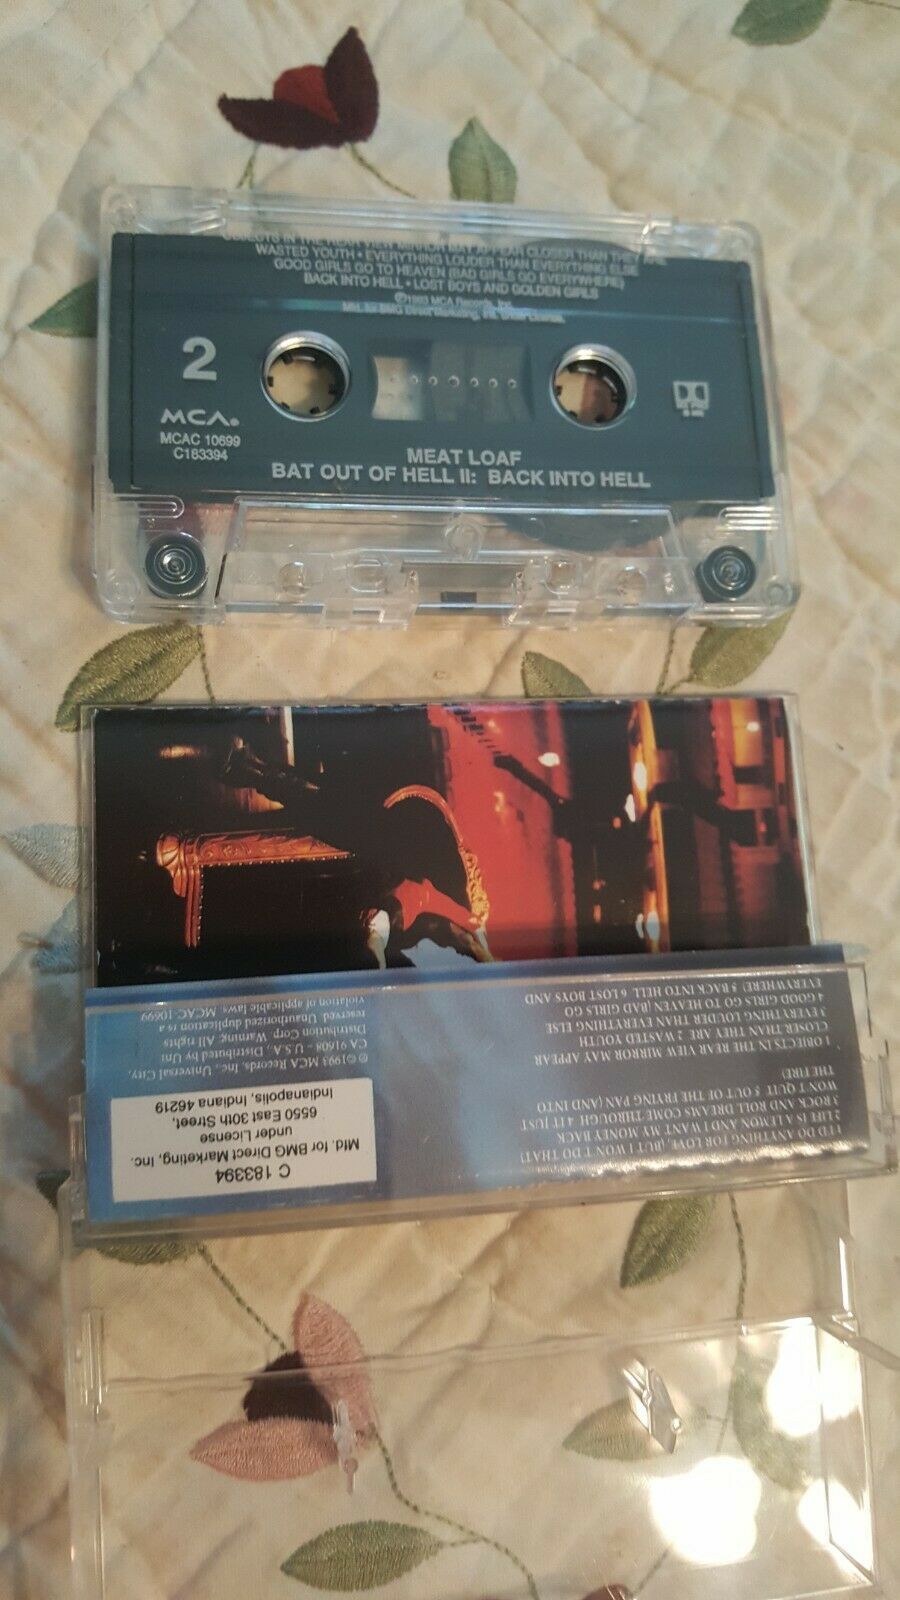 OBJECTS IN THE REAR VIEW MIRROR MAY APPEAR CLOSER THAN THEY ARE
WASTED YOUTH • EVERYTHING LOUDER THAN EVERYTHING ELSE
GOOD GIRLS GO TO HEAVEN (BAD GIRLS GO EVERYWHERE)
BACK INTO HELL • LOST BOYS AND GOLDEN GIRLS
℗1993 MCA Records, Inc.
Mfd. for BMG Direct Marketing, Inc. Under License.
2
MCA®
MCAC 10699
C183394
MEAT LOAF
BAT OUT OF HELL II: BACK INTO HELL
C 183394
Mfd. for BMG Direct Marketing, Inc.
under License
6550 East 30th Street,
Indianapolis, Indiana 46219
©1993 MCA Records, Inc., Universal City,
CA 91608 - U.S.A., Distributed by Uni
Distribution Corp. Warning: All rights
reserved. Unauthorized duplication is a
violation of applicable laws. MCAC-10699
1 I'D DO ANYTHING FOR LOVE (BUT I WON'T DO THAT)
2 LIFE IS A LEMON AND I WANT MY MONEY BACK
3 ROCK AND ROLL DREAMS COME THROUGH 4 IT JUST
WON'T QUIT 5 OUT OF THE FRYING PAN (AND INTO
THE FIRE)
1 OBJECTS IN THE REAR VIEW MIRROR MAY APPEAR
CLOSER THAN THEY ARE 2 WASTED YOUTH
3 EVERYTHING LOUDER THAN EVERYTHING ELSE
4 GOOD GIRLS GO TO HEAVEN (BAD GIRLS GO
EVERYWHERE) 5 BACK INTO HELL 6 LOST BOYS AND